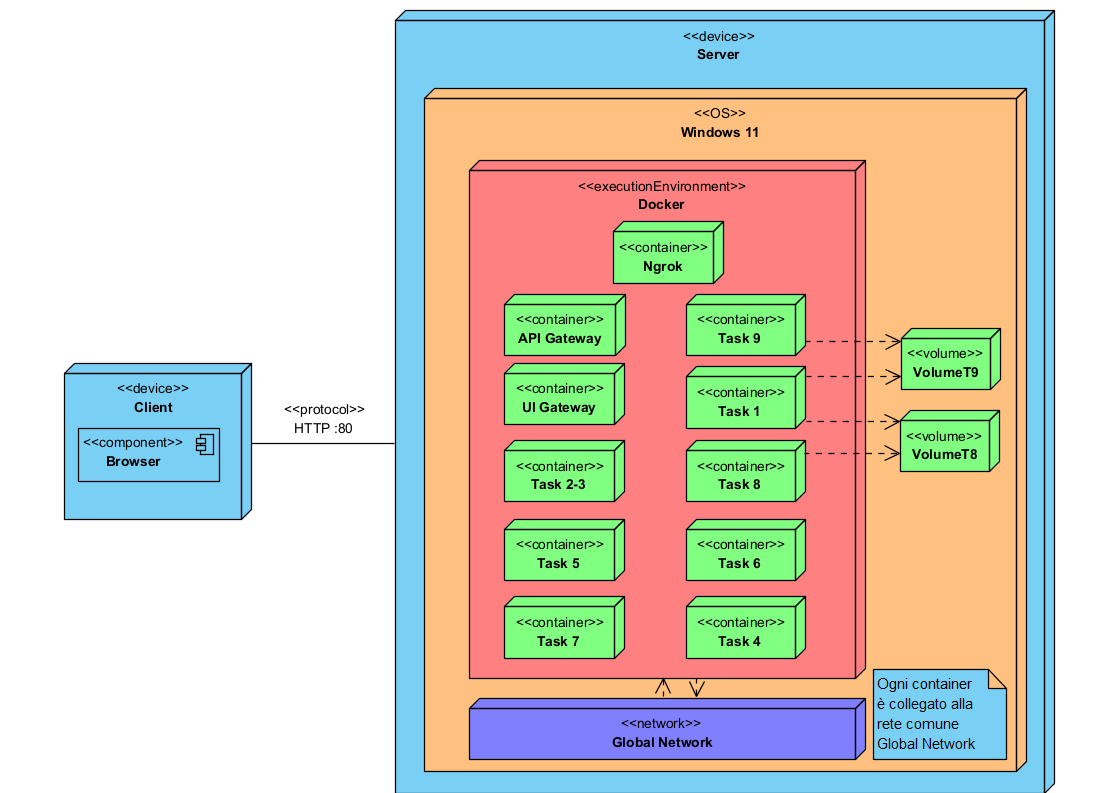 <<device>>
Server
<<OS>>
Windows 11
<<executionEnvironment>>
Docker
<<container>>
Ngrok
<<container>>
API Gateway
<<container>>
Task 9
<<volume>>
VolumeT9
<<container>>
UI Gateway
<<container>>
Task 1
<<device>>
Client
<<component>>
Browser
<<protocol>>
HTTP :80
<<container>>
Task 2-3
<<container>>
Task 8
<<volume>>
VolumeT8
<<container>>
Task 5
<<container>>
Task 6
<<container>>
Task 7
<<container>>
Task 4
<<network>>
Global Network
Ogni container
è collegato alla
rete comune
Global Network